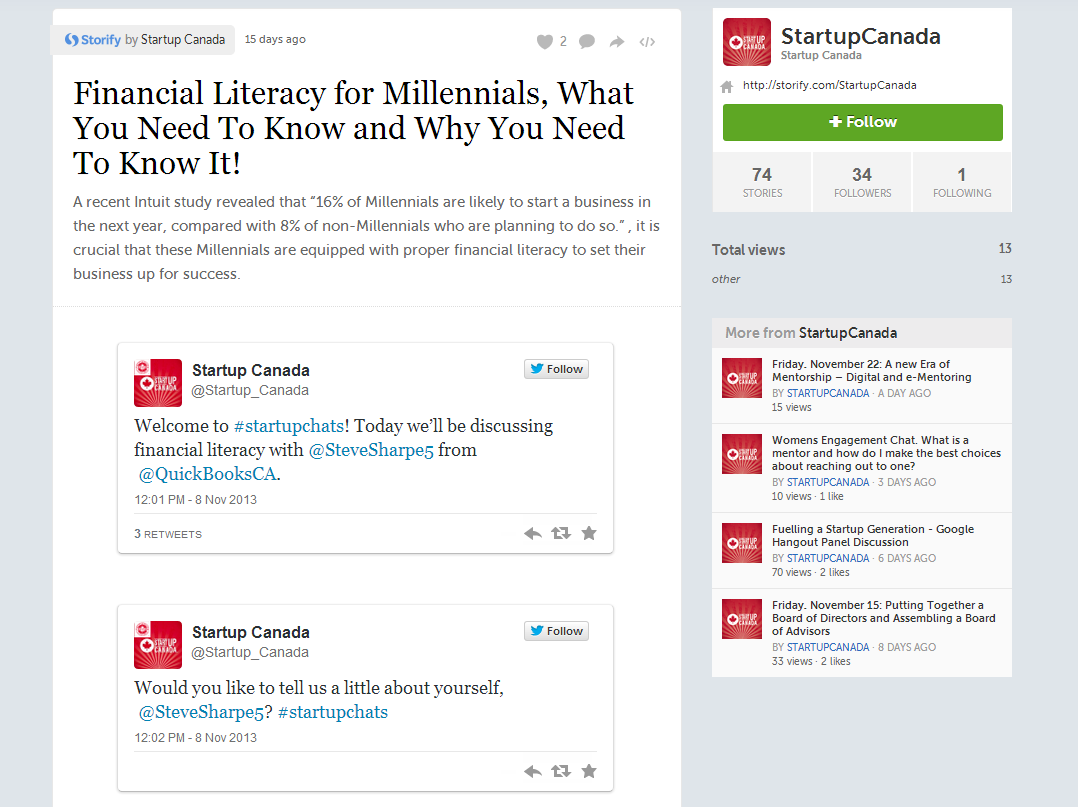 Storify by Startup Canada 15 days ago
2
Financial Literacy for Millennials, What
You Need To Know and Why You Need
To Know It!
A recent Intuit study revealed that “16% of Millennials are likely to start a business in
the next year, compared with 8% of non-Millennials who are planning to do so.” , it is
crucial that these Millennials are equipped with proper financial literacy to set their
business up for success.
STARTUP CANADA
Startup Canada
@Startup_Canada
Follow
Welcome to #startupchats! Today we’ll be discussing
financial literacy with @SteveSharpe5 from
@QuickBooksCA.
12:01 PM - 8 Nov 2013
3 RETWEETS
STARTUP CANADA
Startup Canada
@Startup_Canada
Follow
Would you like to tell us a little about yourself,
@SteveSharpe5? #startupchats
12:02 PM - 8 Nov 2013
STARTUP CANADA
StartupCanada
Startup Canada
http://storify.com/StartupCanada
+ Follow
74 34 1
STORIES FOLLOWERS FOLLOWING
Total views 13
other 13
More from StartupCanada
STARTUP CANADA
Friday. November 22: A new Era of
Mentorship – Digital and e-Mentoring
BY STARTUPCANADA · A DAY AGO
15 views
STARTUP CANADA
Womens Engagement Chat. What is a
mentor and how do I make the best choices
about reaching out to one?
BY STARTUPCANADA · 3 DAYS AGO
10 views · 1 like
STARTUP CANADA
Fuelling a Startup Generation - Google
Hangout Panel Discussion
BY STARTUPCANADA · 6 DAYS AGO
70 views · 2 likes
STARTUP CANADA
Friday. November 15: Putting Together a
Board of Directors and Assembling a Board
of Advisors
BY STARTUPCANADA · 8 DAYS AGO
33 views · 2 likes